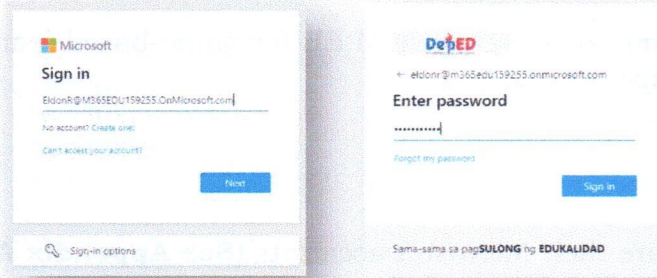 Microsoft
Sign in
EldonR@M365EDU159255.OnMicrosoft.com
No account? Create one!
Can't access your account?
Next
Sign-in options
DepED
← eldonr@m365edu159255.onmicrosoft.com
Enter password
•••••••••••
Forgot my password
Sign in
Sama-sama sa pagSULONG ng EDUKALIDAD